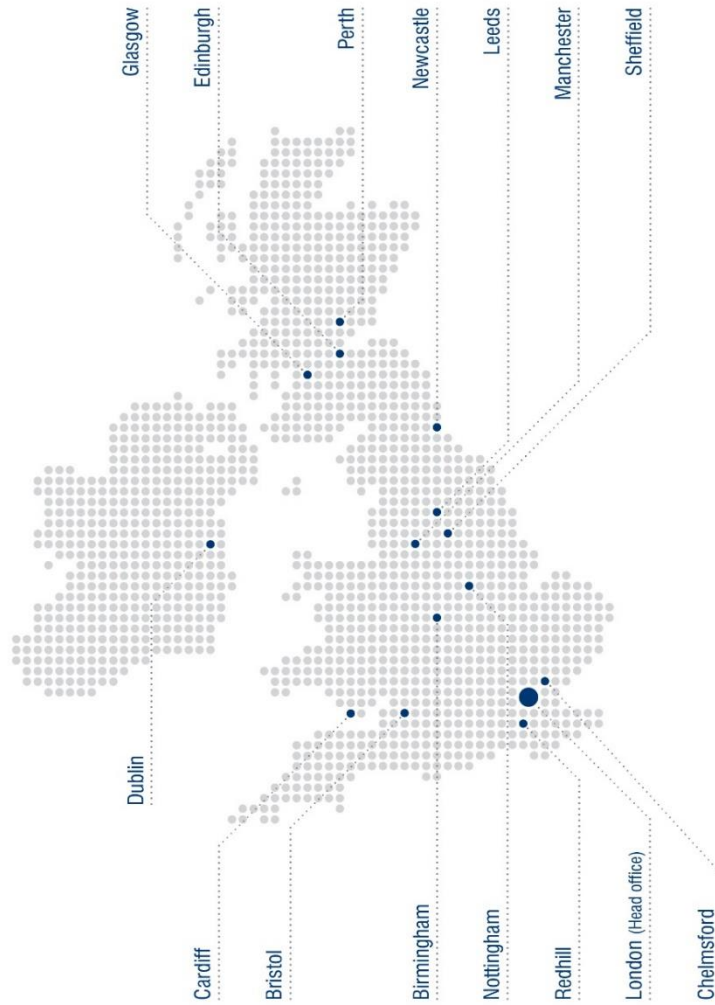 Glasgow
Edinburgh
Perth
Newcastle
Leeds
Manchester
Sheffield
Dublin
Cardiff
Bristol
Birmingham
Nottingham
Redhill
London (Head office)
Chelmsford